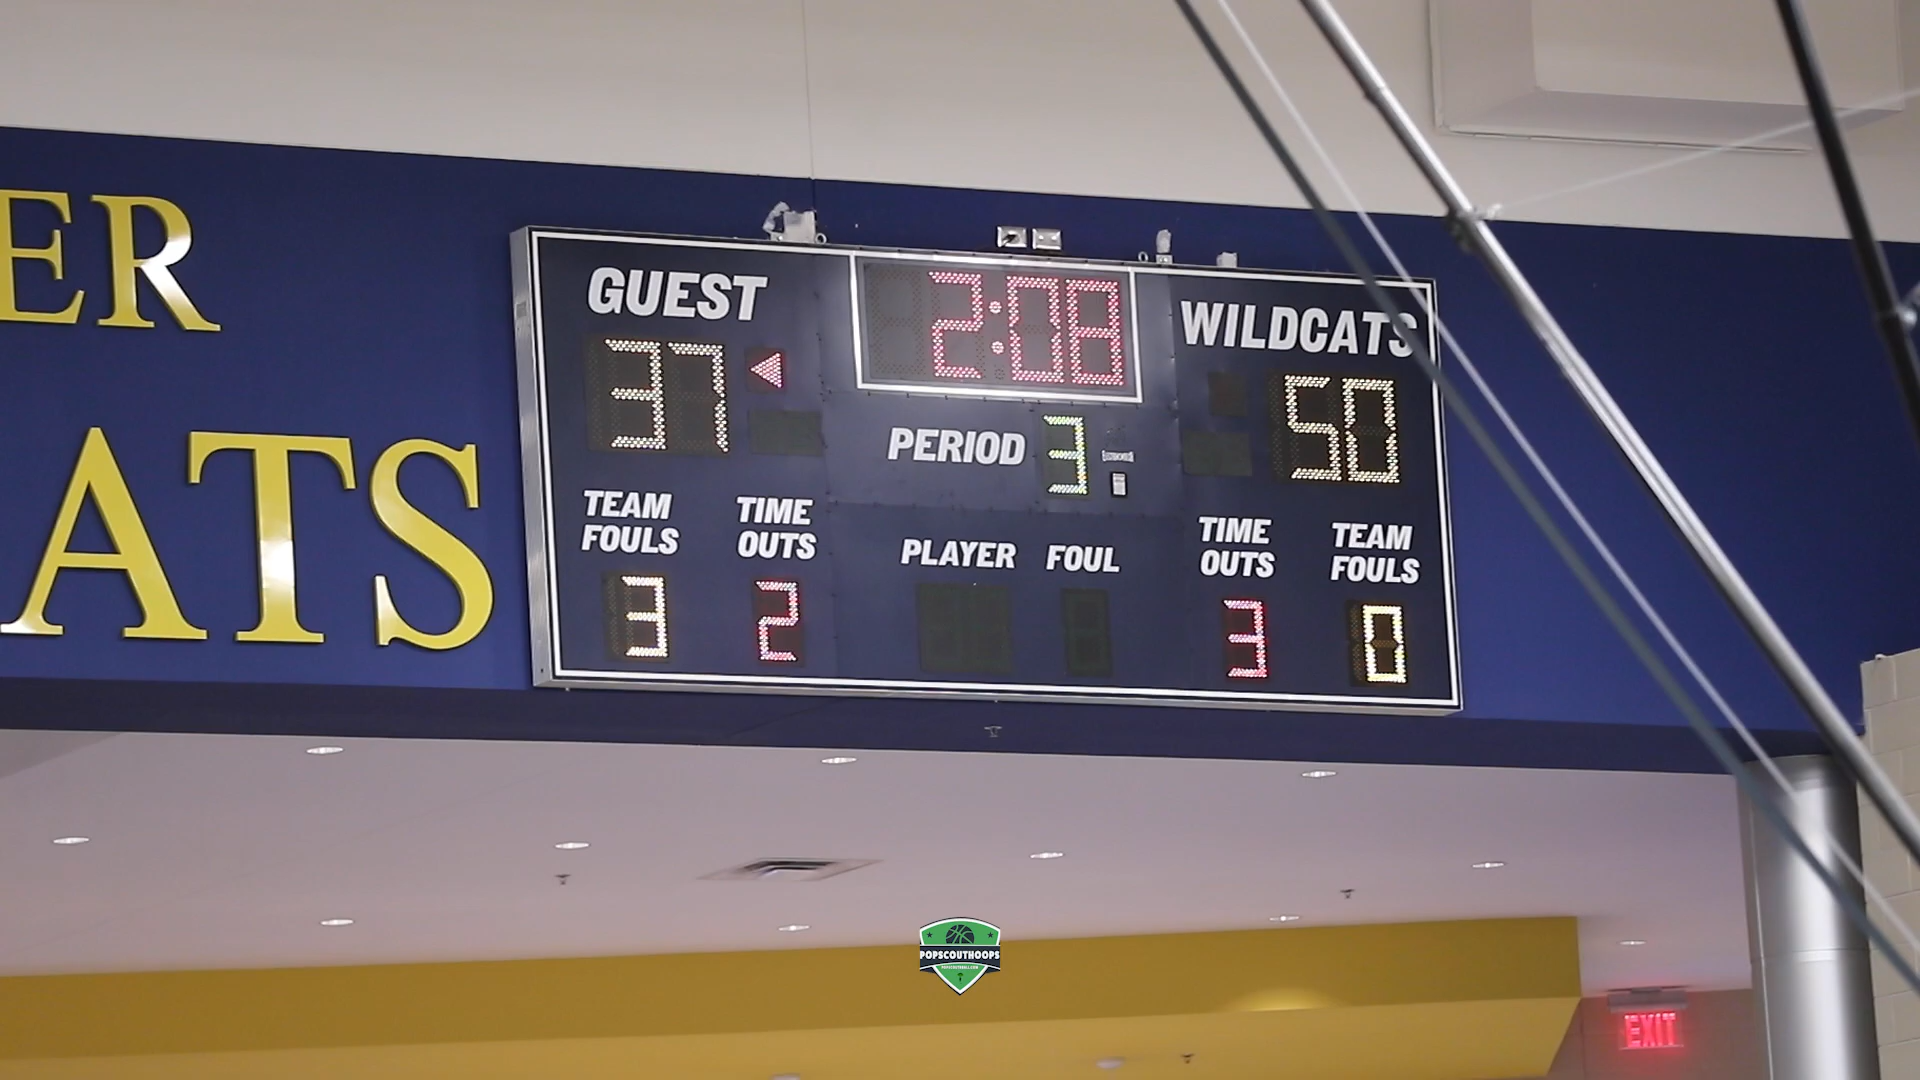 ER
ATS
GUEST
2:08
WILDCATS
37
50
PERIOD 3
TEAM FOULS
TIME OUTS
PLAYER
FOUL
TIME OUTS
TEAM FOULS
3
2
3
0
POPSCOUTHOOPS
EXIT